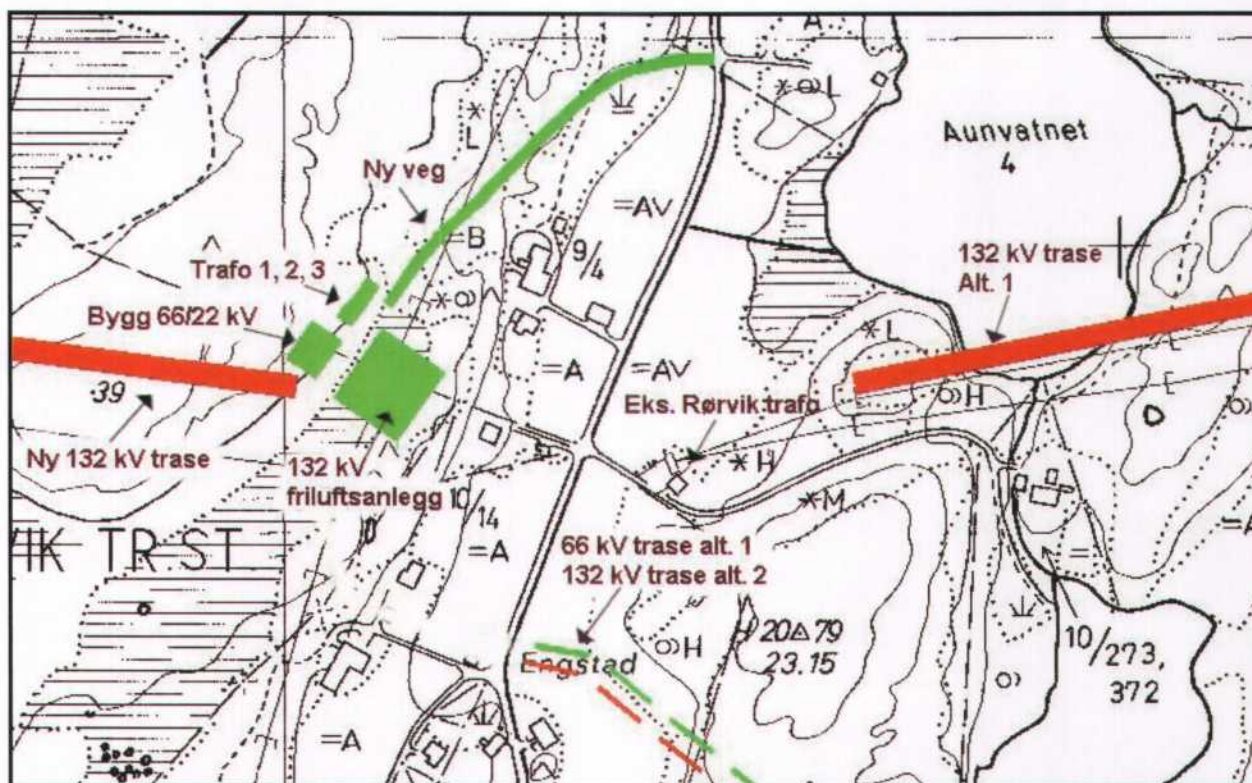 A
L
Aunvatnet
4
L
Ny veg
=AV
=B
9/4
132 kV trase
Alt. 1
Trafo 1, 2, 3
Bygg 66/22 kV
L
=A
=AV
39
Eks. Rørvik trafo
H
Ny 132 kV trase
132 kV
friluftsanlegg
10/14
H
M
VIK TR ST
=A
66 kV trase alt. 1
132 kV trase alt. 2
H
20 79
23.15
10/273,
372
Engstad
=A